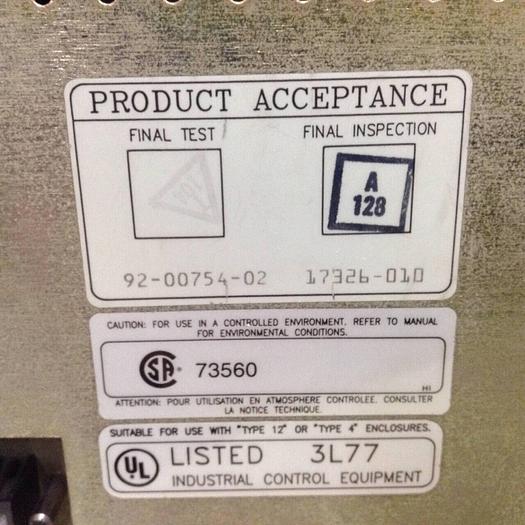 PRODUCT ACCEPTANCE
FINAL TEST FINAL INSPECTION
A
128
92-00754-02 17326-010
CAUTION: FOR USE IN A CONTROLLED ENVIRONMENT. REFER TO MANUAL
FOR ENVIRONMENTAL CONDITIONS.
SA 73560
HI
ATTENTION: POUR UTILISATION EN ATMOSPHERE CONTROLEE. CONSULTER
LA NOTICE TECHNIQUE.
SUITABLE FOR USE WITH "TYPE 12" OR "TYPE 4" ENCLOSURES.
UL LISTED 3L77
INDUSTRIAL CONTROL EQUIPMENT